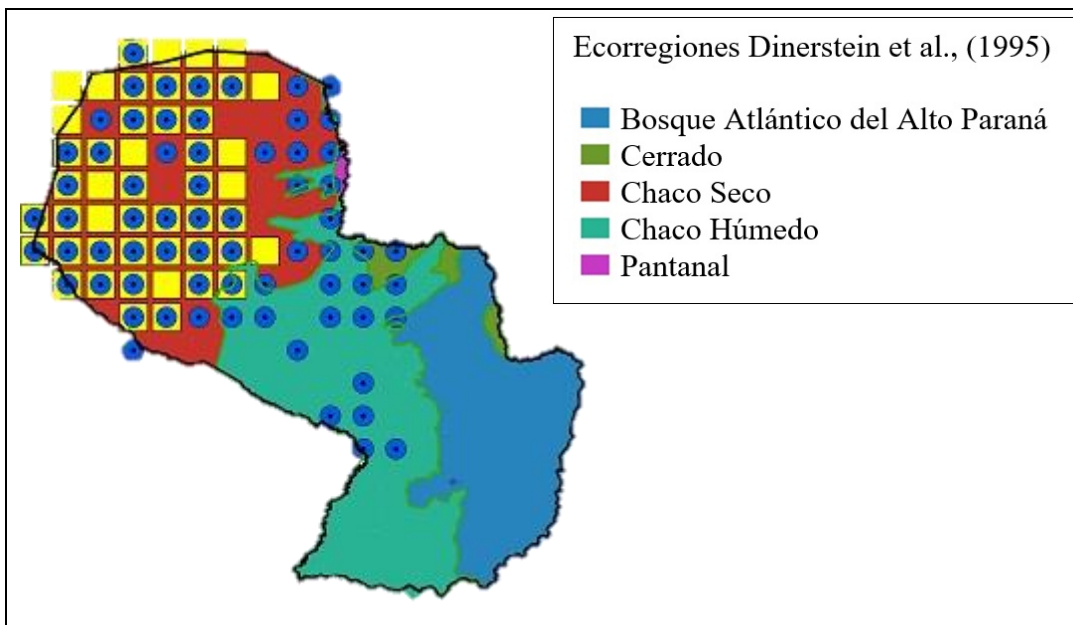 Ecorregiones Dinerstein et al., (1995)
Bosque Atlántico del Alto Paraná
Cerrado
Chaco Seco
Chaco Húmedo
Pantanal